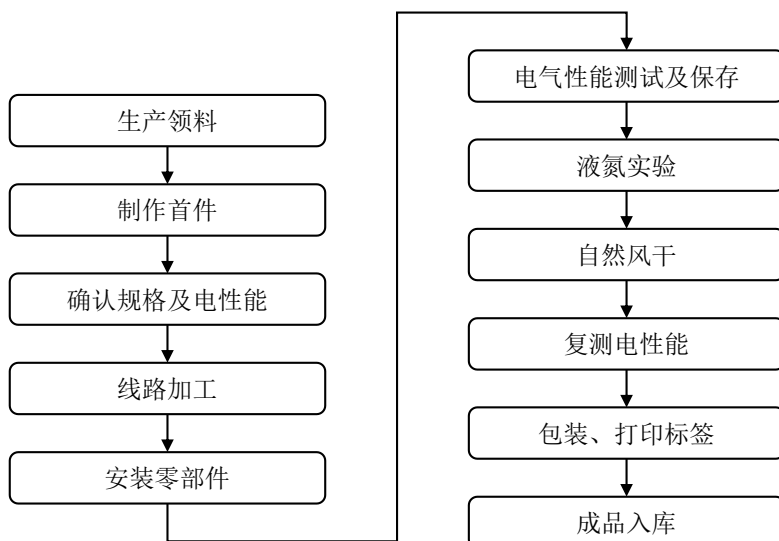 生产领料
制作首件
确认规格及电性能
线路加工
安装零部件
电气性能测试及保存
液氮实验
自然风干
复测电性能
包装、打印标签
成品入库